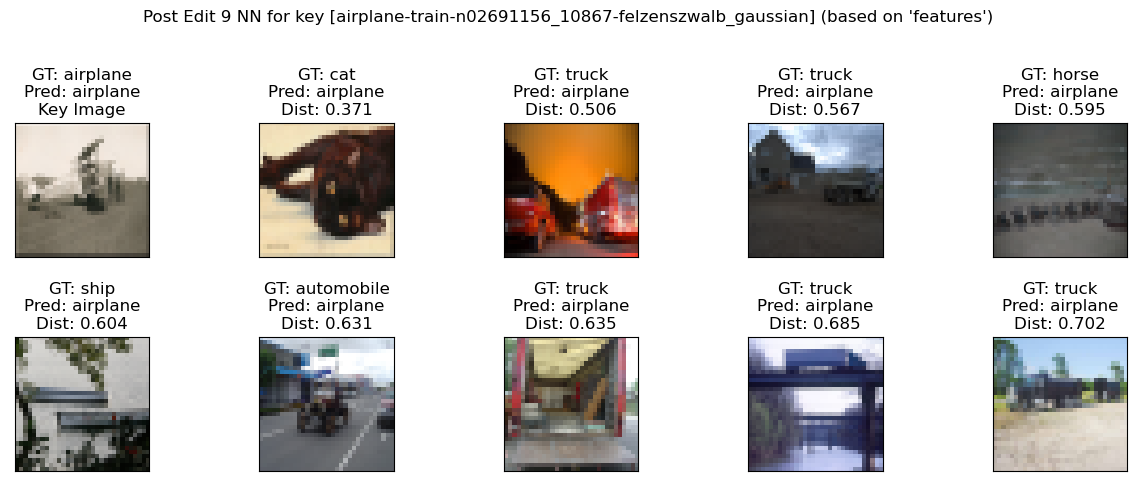 Post Edit 9 NN for key [airplane-train-n02691156_10867-felzenszwalb_gaussian] (based on 'features')
GT: airplane
Pred: airplane
Key Image
GT: cat
Pred: airplane
Dist: 0.371
GT: truck
Pred: airplane
Dist: 0.506
GT: truck
Pred: airplane
Dist: 0.567
GT: horse
Pred: airplane
Dist: 0.595
GT: ship
Pred: airplane
Dist: 0.604
GT: automobile
Pred: airplane
Dist: 0.631
GT: truck
Pred: airplane
Dist: 0.635
GT: truck
Pred: airplane
Dist: 0.685
GT: truck
Pred: airplane
Dist: 0.702